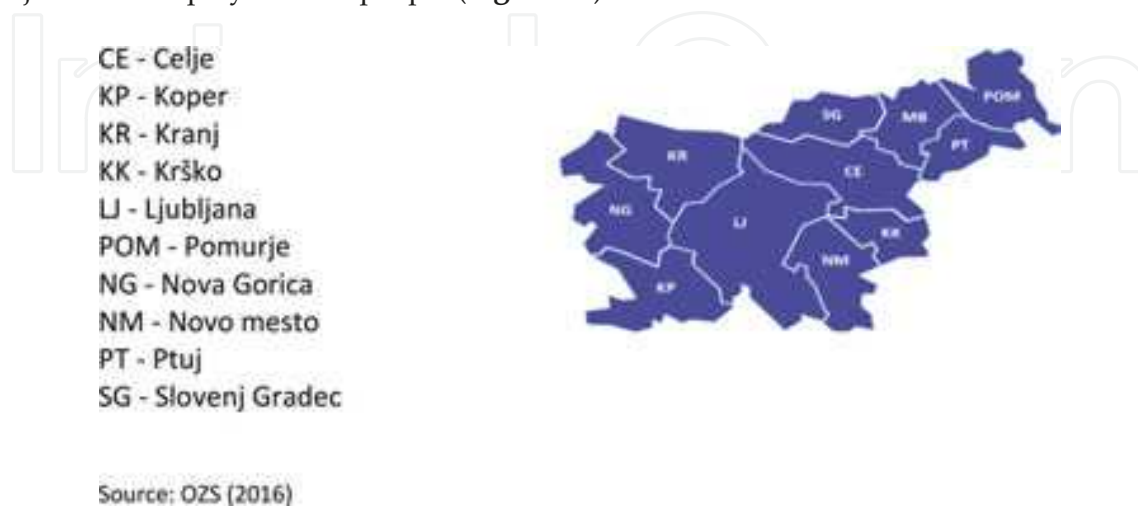 CE - Celje
KP - Koper
KR - Kranj
KK - Krško
LJ - Ljubljana
POM - Pomurje
NG - Nova Gorica
NM - Novo mesto
PT - Ptuj
SG - Slovenj Gradec
Source: OZS (2016)
POM
SG
MB
PT
KR
CE
NG
LJ
KR
NM
KP